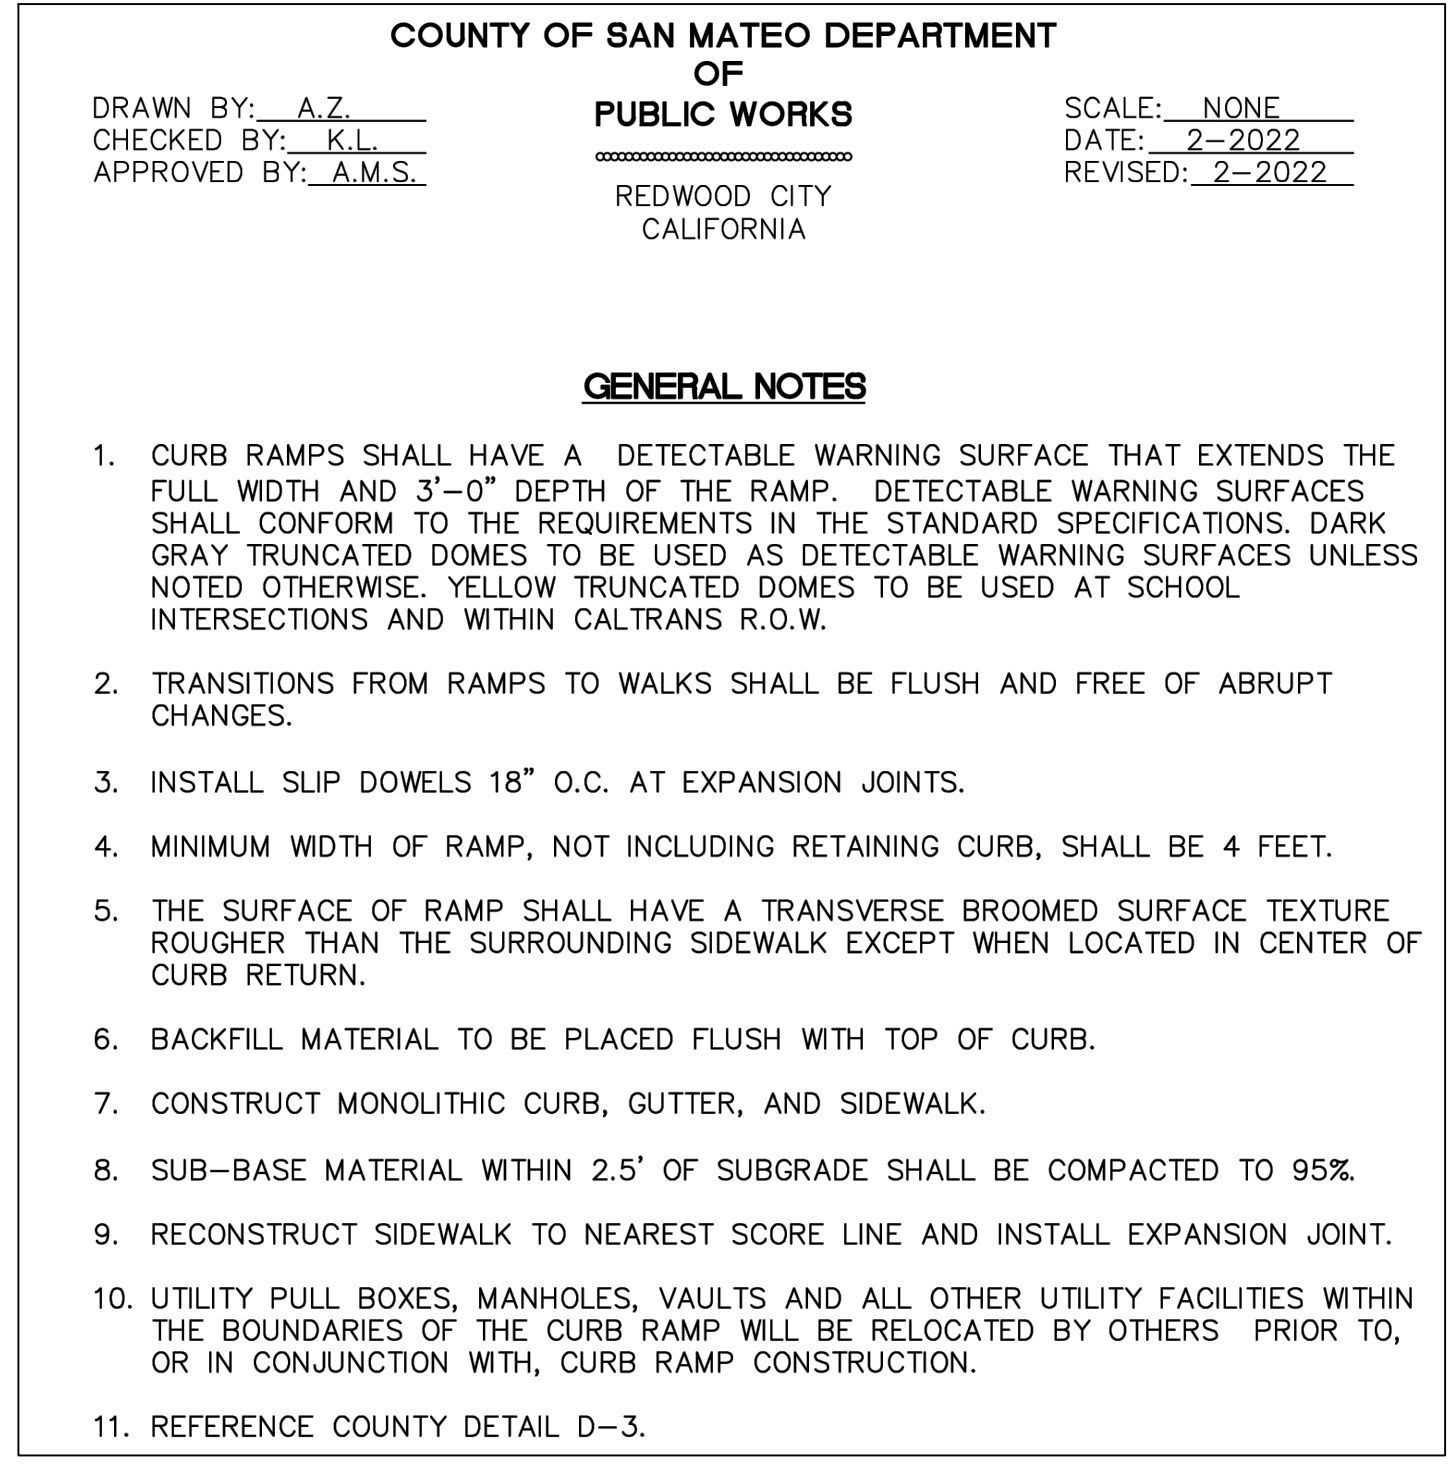 COUNTY OF SAN MATEO DEPARTMENT
OF
PUBLIC WORKS
REDWOOD CITY
CALIFORNIA
DRAWN BY: A.Z.
CHECKED BY: K.L.
APPROVED BY: A.M.S.
SCALE: NONE
DATE: 2-2022
REVISED: 2-2022
GENERAL NOTES
1. CURB RAMPS SHALL HAVE A DETECTABLE WARNING SURFACE THAT EXTENDS THE
FULL WIDTH AND 3'-0" DEPTH OF THE RAMP. DETECTABLE WARNING SURFACES
SHALL CONFORM TO THE REQUIREMENTS IN THE STANDARD SPECIFICATIONS. DARK
GRAY TRUNCATED DOMES TO BE USED AS DETECTABLE WARNING SURFACES UNLESS
NOTED OTHERWISE. YELLOW TRUNCATED DOMES TO BE USED AT SCHOOL
INTERSECTIONS AND WITHIN CALTRANS R.O.W.
2. TRANSITIONS FROM RAMPS TO WALKS SHALL BE FLUSH AND FREE OF ABRUPT
CHANGES.
3. INSTALL SLIP DOWELS 18" O.C. AT EXPANSION JOINTS.
4. MINIMUM WIDTH OF RAMP, NOT INCLUDING RETAINING CURB, SHALL BE 4 FEET.
5. THE SURFACE OF RAMP SHALL HAVE A TRANSVERSE BROOMED SURFACE TEXTURE
ROUGHER THAN THE SURROUNDING SIDEWALK EXCEPT WHEN LOCATED IN CENTER OF
CURB RETURN.
6. BACKFILL MATERIAL TO BE PLACED FLUSH WITH TOP OF CURB.
7. CONSTRUCT MONOLITHIC CURB, GUTTER, AND SIDEWALK.
8. SUB-BASE MATERIAL WITHIN 2.5' OF SUBGRADE SHALL BE COMPACTED TO 95%.
9. RECONSTRUCT SIDEWALK TO NEAREST SCORE LINE AND INSTALL EXPANSION JOINT.
10. UTILITY PULL BOXES, MANHOLES, VAULTS AND ALL OTHER UTILITY FACILITIES WITHIN
THE BOUNDARIES OF THE CURB RAMP WILL BE RELOCATED BY OTHERS PRIOR TO,
OR IN CONJUNCTION WITH, CURB RAMP CONSTRUCTION.
11. REFERENCE COUNTY DETAIL D-3.